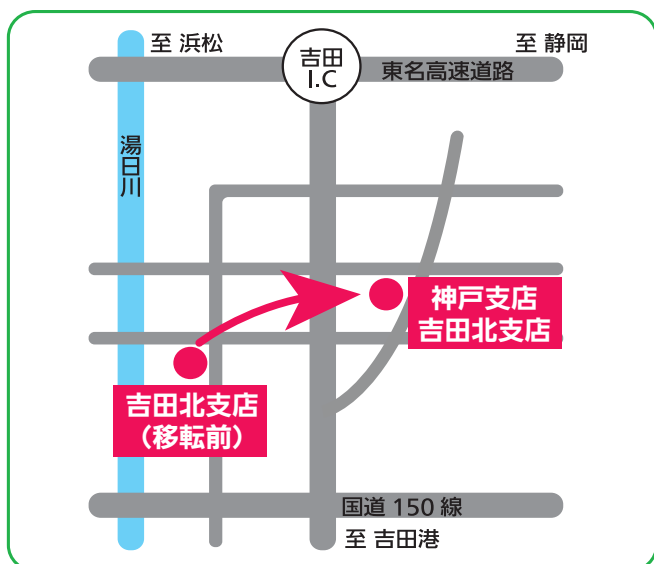 至 浜松
吉田
I.C
至 静岡
東名高速道路
湯日川
神戸支店
吉田北支店
吉田北支店
（移転前）
国道 150 線
至 吉田港